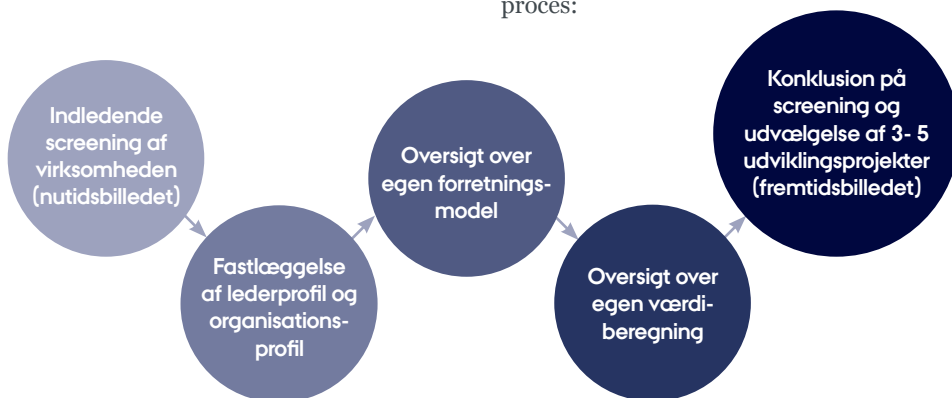 proces:
Indledende
screening af
virksomheden
(nutidsbilledet)
Fastlæggelse
af lederprofil og
organisations-
profil
Oversigt over
egen forretnings-
model
Oversigt over
egen værdi-
beregning
Konklusion på
screening og
udvælgelse af 3- 5
udviklingsprojekter
(fremtidsbilledet)